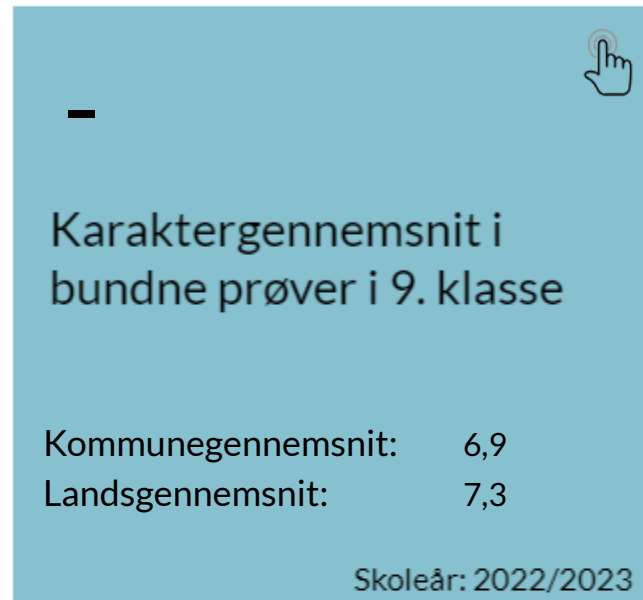 -
Karaktergennemsnit i
bundne prøver i 9. klasse
Kommunegennemsnit: 6,9
Landsgennemsnit: 7,3
Skoleår: 2022/2023